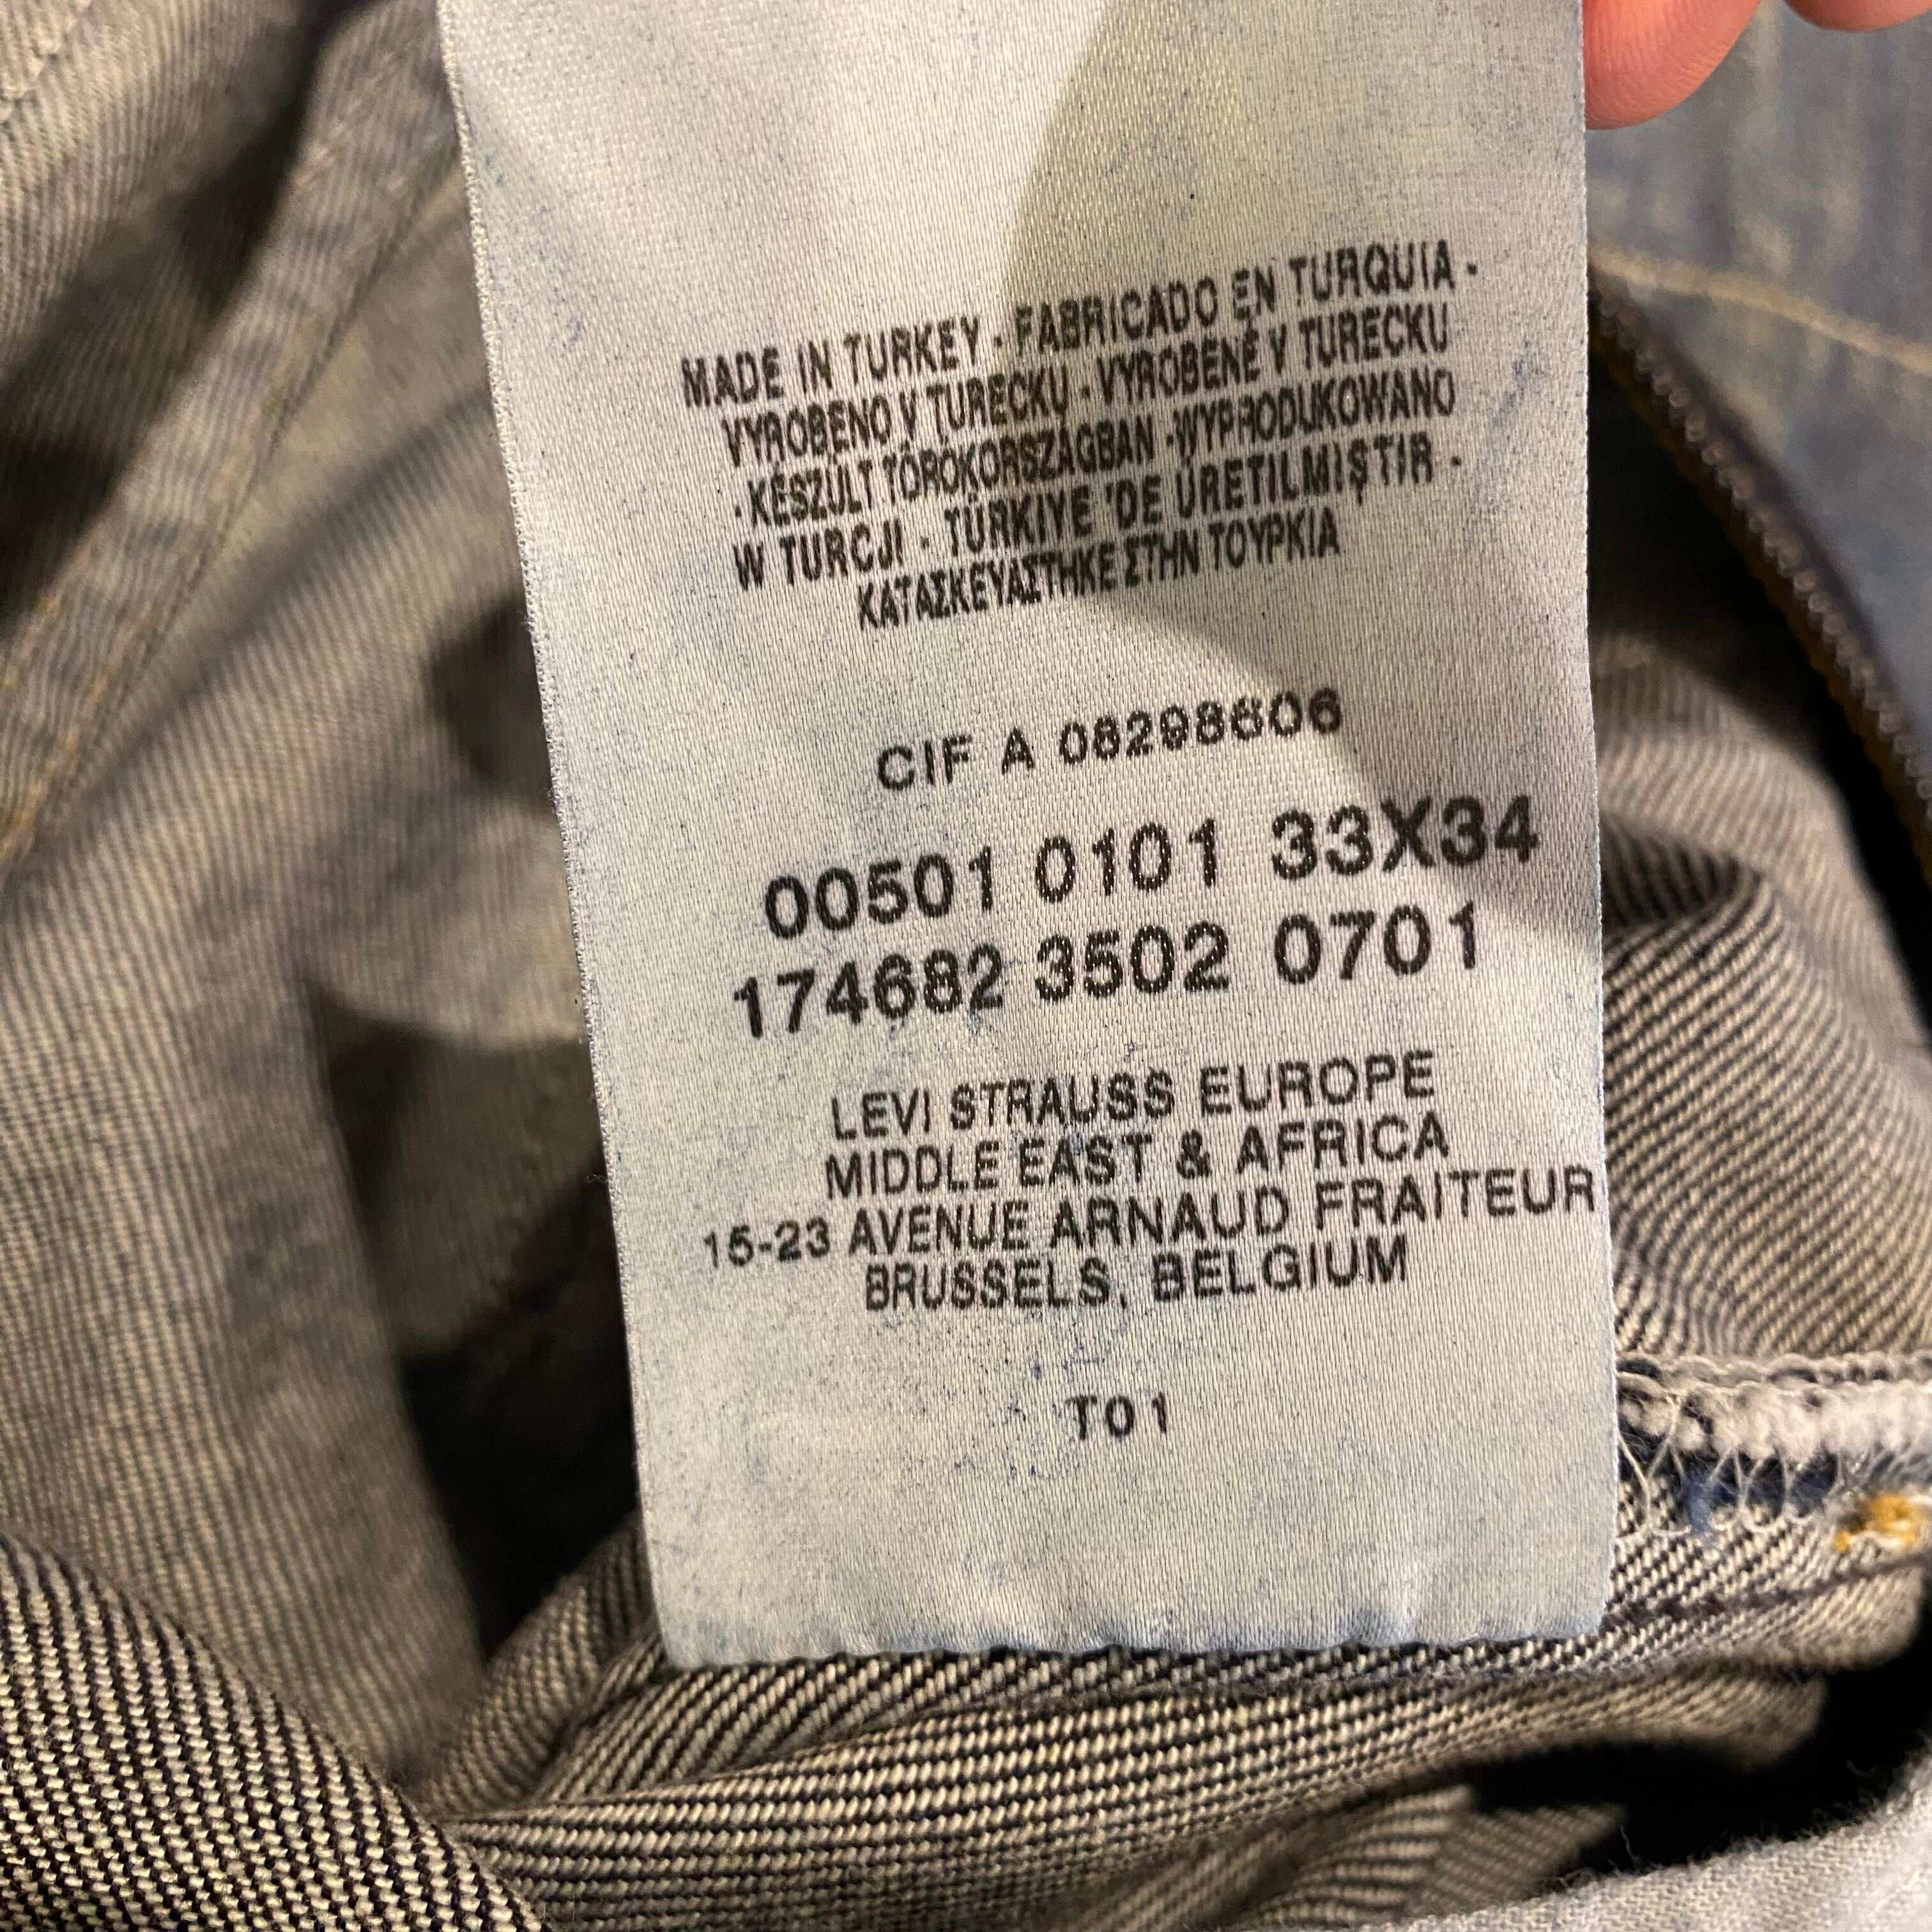 MADE IN TURKEY - FABRICADO EN TURQUIA -
VYROBENO V TURECKU - VYROBENÉ V TURECKU
- KÉSZÜLT TÖRÖKORSZÁGBAN - WYPRODUKOWANO
W TURCJI - TÜRKIYE 'DE ÜRETILMIŞTIR -
ΚΑΤΑΣΚΕΥΑΣΤΗΚΕ ΣΤΗΝ ΤΟΥΡΚΙΑ
CIF A 08298606
00501 0101 33X34
174682 3502 0701
LEVI STRAUSS EUROPE
MIDDLE EAST & AFRICA
15-23 AVENUE ARNAUD FRAITEUR
BRUSSELS, BELGIUM
T01